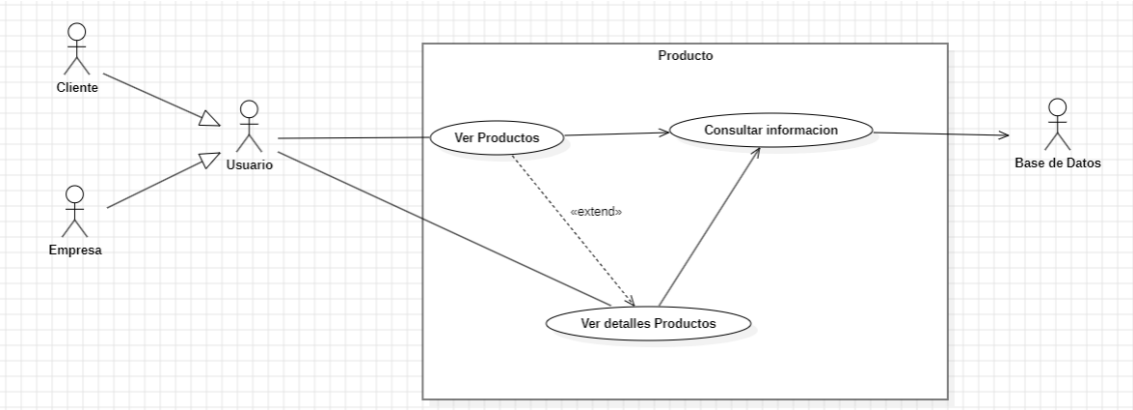 Producto
Cliente
Usuario
Ver Productos
Consultar informacion
Base de Datos
«extend»
Empresa
Ver detalles Productos